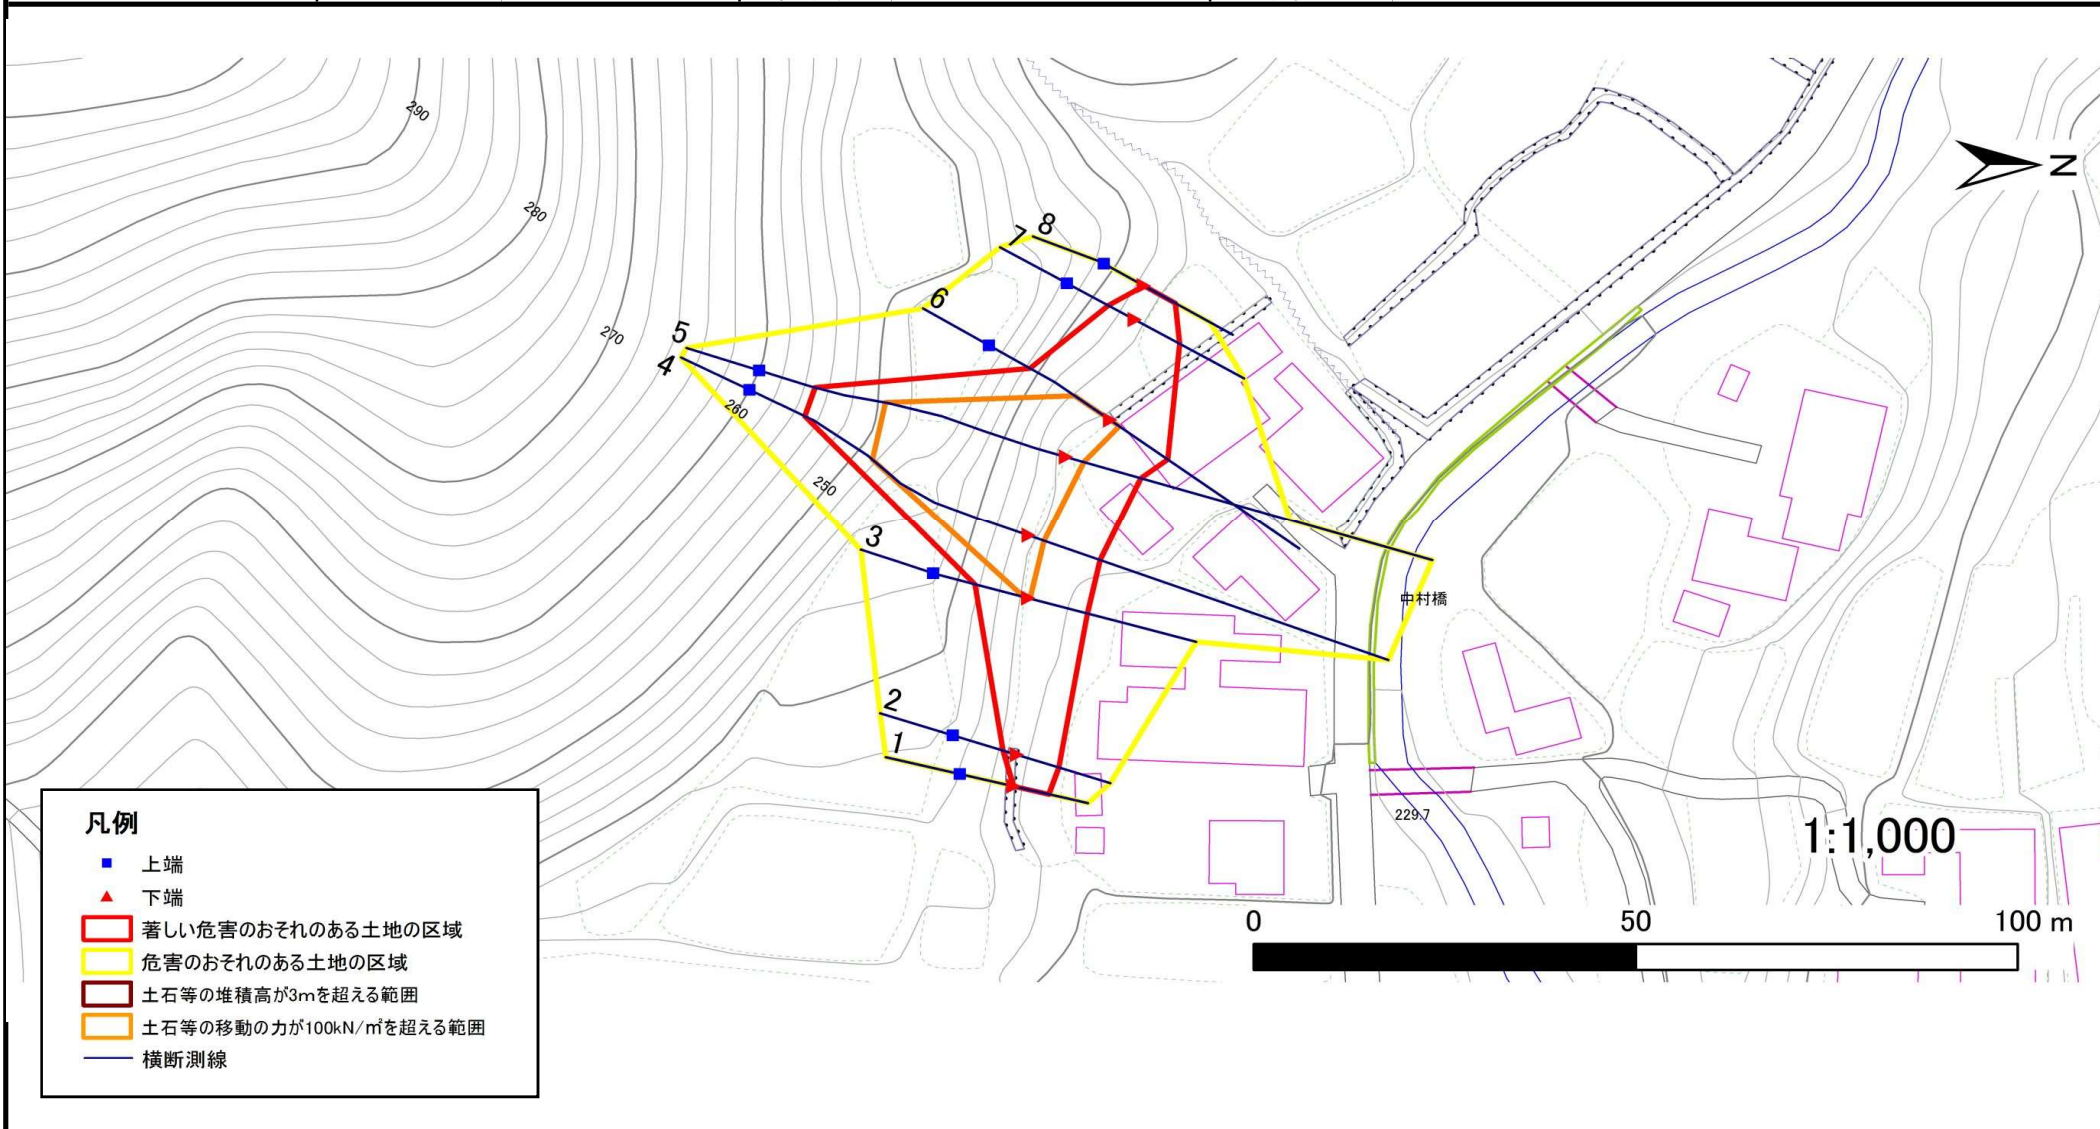 290
280
270
260
250
8
7
6
5
4
3
2
1
N
中村橋
229.7
1:1,000
0 50 100 m
凡例
上端
下端
著しい危害のおそれのある土地の区域
危害のおそれのある土地の区域
土石等の堆積高が3mを超える範囲
土石等の移動の力が100kN/㎡を超える範囲
横断測線